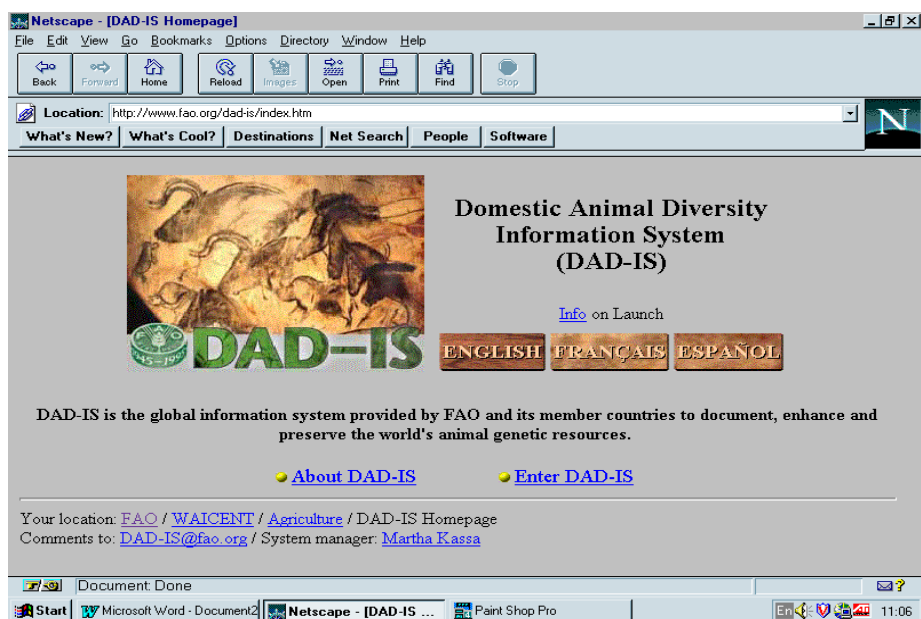 Netscape - [DAD-IS Homepage]
File Edit View Go Bookmarks Options Directory Window Help
Back Forward Home Reload Images Open Print Find Stop
Location: http://www.fao.org/dad-is/index.htm
N
What's New? What's Cool? Destinations Net Search People Software
Domestic Animal Diversity
Information System
(DAD-IS)
Info on Launch
FAO
1945-1995
DAD-IS
ENGLISH FRANÇAIS ESPAÑOL
DAD-IS is the global information system provided by FAO and its member countries to document, enhance and
preserve the world's animal genetic resources.
About DAD-IS Enter DAD-IS
Your location: FAO / WAICENT / Agriculture / DAD-IS Homepage
Comments to: DAD-IS@fao.org / System manager: Martha Kassa
Document: Done
Start Microsoft Word - Document2 Netscape - [DAD-IS ... Paint Shop Pro En 11:06